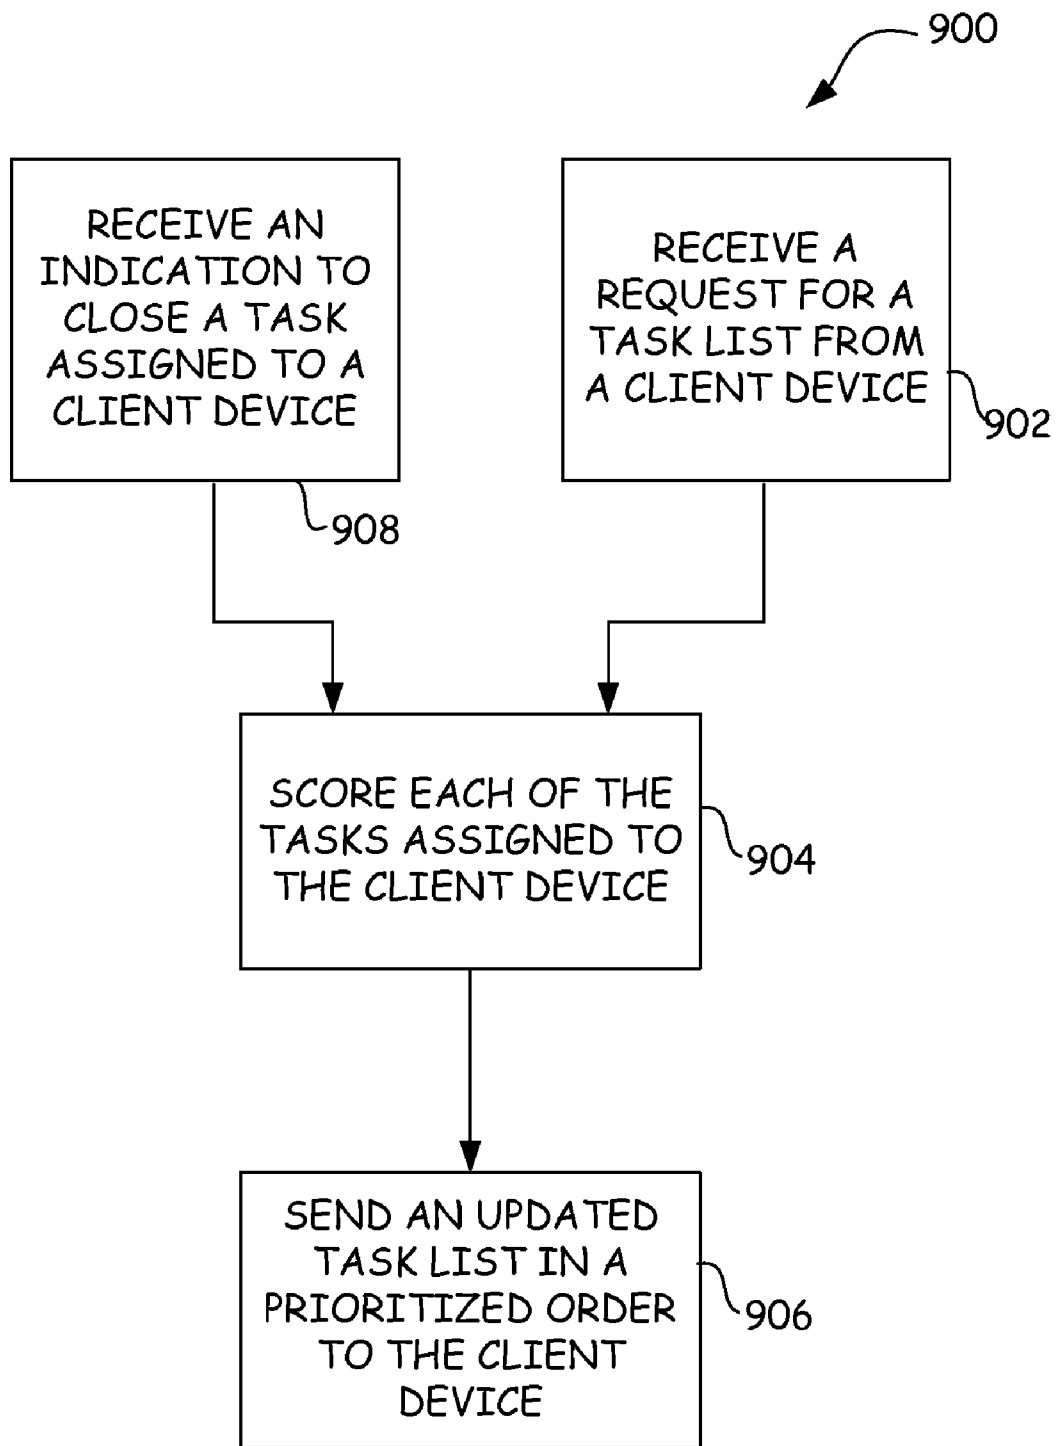 900
RECEIVE AN
INDICATION TO
CLOSE A TASK
ASSIGNED TO A
CLIENT DEVICE
908
RECEIVE A
REQUEST FOR A
TASK LIST FROM
A CLIENT DEVICE
902
SCORE EACH OF THE
TASKS ASSIGNED TO
THE CLIENT DEVICE
904
SEND AN UPDATED
TASK LIST IN A
PRIORITIZED ORDER
TO THE CLIENT
DEVICE
906